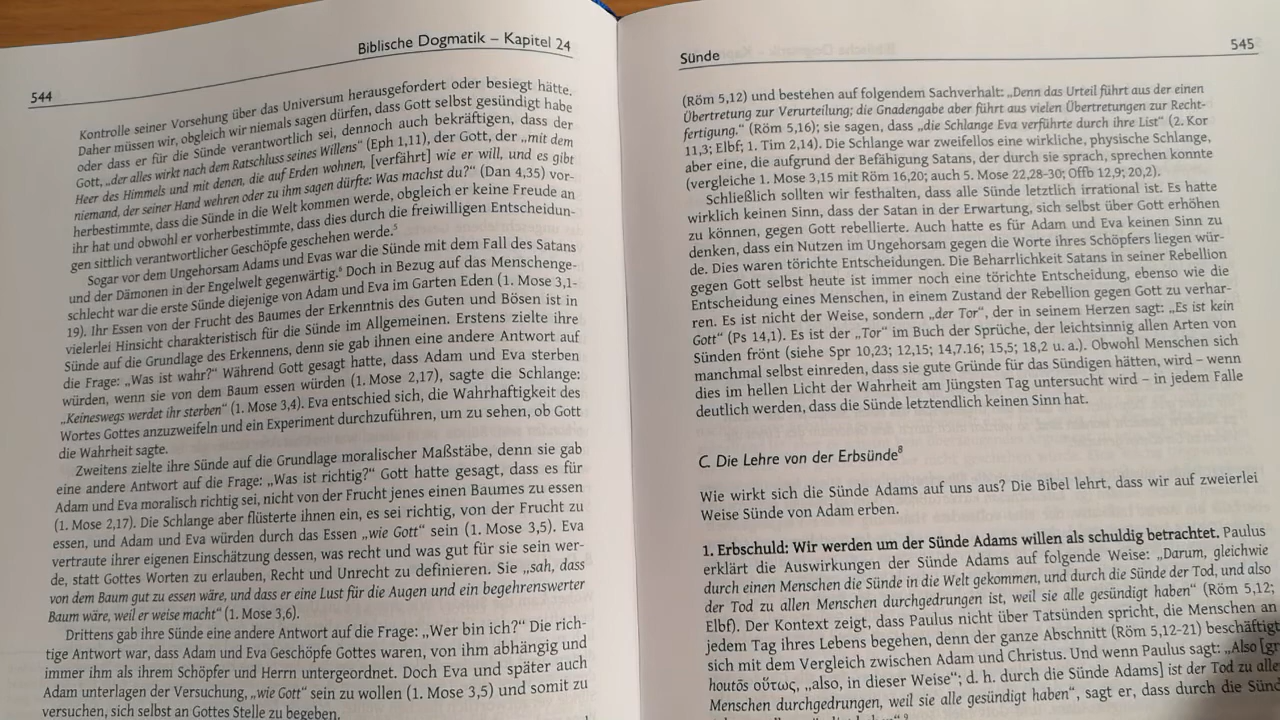 544
Biblische Dogmatik – Kapitel 24
Kontrolle seiner Vorsehung über das Universum herausgefordert oder besiegt hätte.
Daher müssen wir, obgleich wir niemals sagen dürfen, dass Gott selbst gesündigt habe
oder dass er für die Sünde verantwortlich sei, dennoch auch bekräftigen, dass der
Gott, „der alles wirkt nach dem Ratschluss seines Willens“ (Eph 1,11), der Gott, der „mit dem
Heer des Himmels und mit denen, die auf Erden wohnen, [verfährt] wie er will, und es gibt
niemand, der seiner Hand wehren oder zu ihm sagen dürfte: Was machst du?“ (Dan 4,35) vor-
herbestimmte, dass die Sünde in die Welt kommen werde, obgleich er keine Freude an
ihr hat und obwohl er vorherbestimmte, dass dies durch die freiwilligen Entscheidun-
gen sittlich verantwortlicher Geschöpfe geschehen werde.⁵
Sogar vor dem Ungehorsam Adams und Evas war die Sünde mit dem Fall des Satans
und der Dämonen in der Engelwelt gegenwärtig.⁶ Doch in Bezug auf das Menschenge-
schlecht war die erste Sünde diejenige von Adam und Eva im Garten Eden (1. Mose 3,1-
19). Ihr Essen von der Frucht des Baumes der Erkenntnis des Guten und Bösen ist in
vielerlei Hinsicht charakteristisch für die Sünde im Allgemeinen. Erstens zielte ihre
Sünde auf die Grundlage des Erkennens, denn sie gab ihnen eine andere Antwort auf
die Frage: „Was ist wahr?“ Während Gott gesagt hatte, dass Adam und Eva sterben
würden, wenn sie von dem Baum essen würden (1. Mose 2,17), sagte die Schlange:
„Keineswegs werdet ihr sterben“ (1. Mose 3,4). Eva entschied sich, die Wahrhaftigkeit des
Wortes Gottes anzuzweifeln und ein Experiment durchzuführen, um zu sehen, ob Gott
die Wahrheit sagte.
Zweitens zielte ihre Sünde auf die Grundlage moralischer Maßstäbe, denn sie gab
eine andere Antwort auf die Frage: „Was ist richtig?“ Gott hatte gesagt, dass es für
Adam und Eva moralisch richtig sei, nicht von der Frucht jenes einen Baumes zu essen
(1. Mose 2,17). Die Schlange aber flüsterte ihnen ein, es sei richtig, von der Frucht zu
essen, und Adam und Eva würden durch das Essen „wie Gott“ sein (1. Mose 3,5). Eva
vertraute ihrer eigenen Einschätzung dessen, was recht und was gut für sie sein wer-
de, statt Gottes Worten zu erlauben, Recht und Unrecht zu definieren. Sie „sah, dass
von dem Baum gut zu essen wäre, und dass er eine Lust für die Augen und ein begehrenswerter
Baum wäre, weil er weise macht“ (1. Mose 3,6).
Drittens gab ihre Sünde eine andere Antwort auf die Frage: „Wer bin ich?“ Die rich-
tige Antwort war, dass Adam und Eva Geschöpfe Gottes waren, von ihm abhängig und
immer ihm als ihrem Schöpfer und Herrn untergeordnet. Doch Eva und später auch
Adam unterlagen der Versuchung, „wie Gott“ sein zu wollen (1. Mose 3,5) und somit zu
versuchen, sich selbst an Gottes Stelle zu begeben.
Sünde
545
(Röm 5,12) und bestehen auf folgendem Sachverhalt: „Denn das Urteil führt aus der einen
Übertretung zur Verurteilung; die Gnadengabe aber führt aus vielen Übertretungen zur Recht-
fertigung.“ (Röm 5,16); sie sagen, dass „die Schlange Eva verführte durch ihre List“ (2. Kor
11,3; Elbf; 1. Tim 2,14). Die Schlange war zweifellos eine wirkliche, physische Schlange,
aber eine, die aufgrund der Befähigung Satans, der durch sie sprach, sprechen konnte
(vergleiche 1. Mose 3,15 mit Röm 16,20; auch 5. Mose 22,28-30; Offb 12,9; 20,2).
Schließlich sollten wir festhalten, dass alle Sünde letztlich irrational ist. Es hatte
wirklich keinen Sinn, dass der Satan in der Erwartung, sich selbst über Gott erhöhen
zu können, gegen Gott rebellierte. Auch hatte es für Adam und Eva keinen Sinn zu
denken, dass ein Nutzen im Ungehorsam gegen die Worte ihres Schöpfers liegen wür-
de. Dies waren törichte Entscheidungen. Die Beharrlichkeit Satans in seiner Rebellion
gegen Gott selbst heute ist immer noch eine törichte Entscheidung, ebenso wie die
Entscheidung eines Menschen, in einem Zustand der Rebellion gegen Gott zu verhar-
ren. Es ist nicht der Weise, sondern „der Tor“, der in seinem Herzen sagt: „Es ist kein
Gott“ (Ps 14,1). Es ist der „Tor“ im Buch der Sprüche, der leichtsinnig allen Arten von
Sünden frönt (siehe Spr 10,23; 12,15; 14,7.16; 15,5; 18,2 u. a.). Obwohl Menschen sich
manchmal selbst einreden, dass sie gute Gründe für das Sündigen hätten, wird – wenn
dies im hellen Licht der Wahrheit am Jüngsten Tag untersucht wird – in jedem Falle
deutlich werden, dass die Sünde letztendlich keinen Sinn hat.
C. Die Lehre von der Erbsünde⁸
Wie wirkt sich die Sünde Adams auf uns aus? Die Bibel lehrt, dass wir auf zweierlei
Weise Sünde von Adam erben.
1. Erbschuld: Wir werden um der Sünde Adams willen als schuldig betrachtet. Paulus
erklärt die Auswirkungen der Sünde Adams auf folgende Weise: „Darum, gleichwie
durch einen Menschen die Sünde in die Welt gekommen, und durch die Sünde der Tod, und also
der Tod zu allen Menschen durchgedrungen ist, weil sie alle gesündigt haben“ (Röm 5,12;
Elbf). Der Kontext zeigt, dass Paulus nicht über Tatsünden spricht, die Menschen an
jedem Tag ihres Lebens begehen, denn der ganze Abschnitt (Röm 5,12-21) beschäftigt
sich mit dem Vergleich zwischen Adam und Christus. Und wenn Paulus sagt: „Also [gr
houtōs οὕτως, „also, in dieser Weise“; d. h. durch die Sünde Adams] ist der Tod zu alle
Menschen durchgedrungen, weil sie alle gesündigt haben“, sagt er, dass durch die Sünd